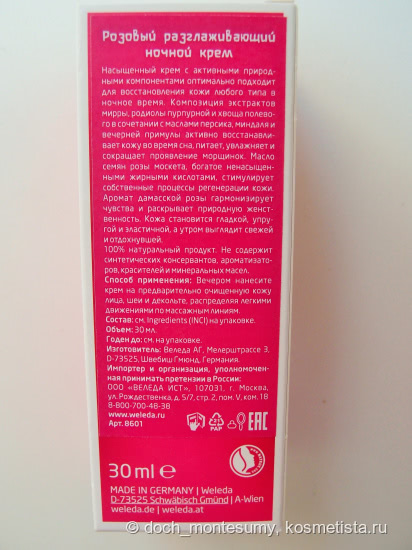 Розовый разглаживающий
ночной крем
Насыщенный крем с активными природ-
ными компонентами оптимально подходит
для восстановления кожи любого типа в
ночное время. Композиция экстрактов
мирры, родиолы пурпурной и хвоща полево-
го в сочетании с маслами персика, миндаля и
вечерней примулы активно восстанавли-
вает кожу во время сна, питает, увлажняет и
сокращает проявление морщинок. Масло
семян розы москета, богатое ненасыщен-
ными жирными кислотами, стимулирует
собственные процессы регенерации кожи.
Аромат дамасской розы гармонизирует
чувства и раскрывает природную женст-
венность. Кожа становится гладкой, упру-
гой и эластичной, а утром выглядит свежей
и отдохнувшей.
100% натуральный продукт. Не содержит
синтетических консервантов, ароматизато-
ров, красителей и минеральных масел.
Способ применения: Вечером нанесите
крем на предварительно очищенную кожу
лица, шеи и декольте, распределяя легкими
движениями по массажным линиям.
Состав: см. Ingredients (INCI) на упаковке.
Объем: 30 мл.
Годен до: см. на упаковке.
Изготовитель: Веледа АГ, Мелерштрассе 3,
D-73525, Швебиш Гмюнд, Германия.
Импортер и организация, уполномочен-
ная принимать претензии в России:
ООО "ВЕЛЕДА ИСТ", 107031, г. Москва,
ул. Рождественка, д. 5/7, стр. 2, пом. V, ком. 18
8-800-700-48-38
www.weleda.ru
Арт. 8601
PAP
EAC
30 ml e
MADE IN GERMANY | Weleda
D-73525 Schwäbisch Gmünd | A-Wien
weleda.de | weleda.at
© doch_montesumy, kosmetista.ru